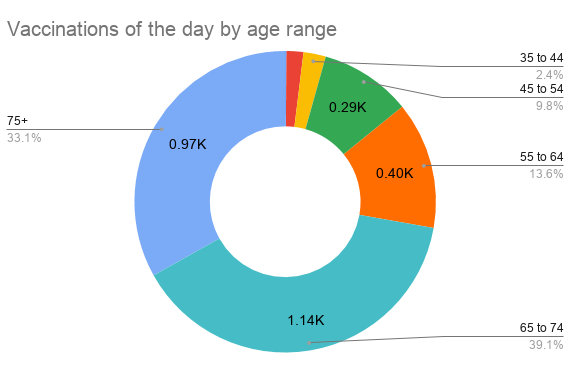 Vaccinations of the day by age range
35 to 44
2.4%
45 to 54
9.8%
0.29K
75+
33.1%
0.97K
55 to 64
13.6%
0.40K
1.14K
65 to 74
39.1%